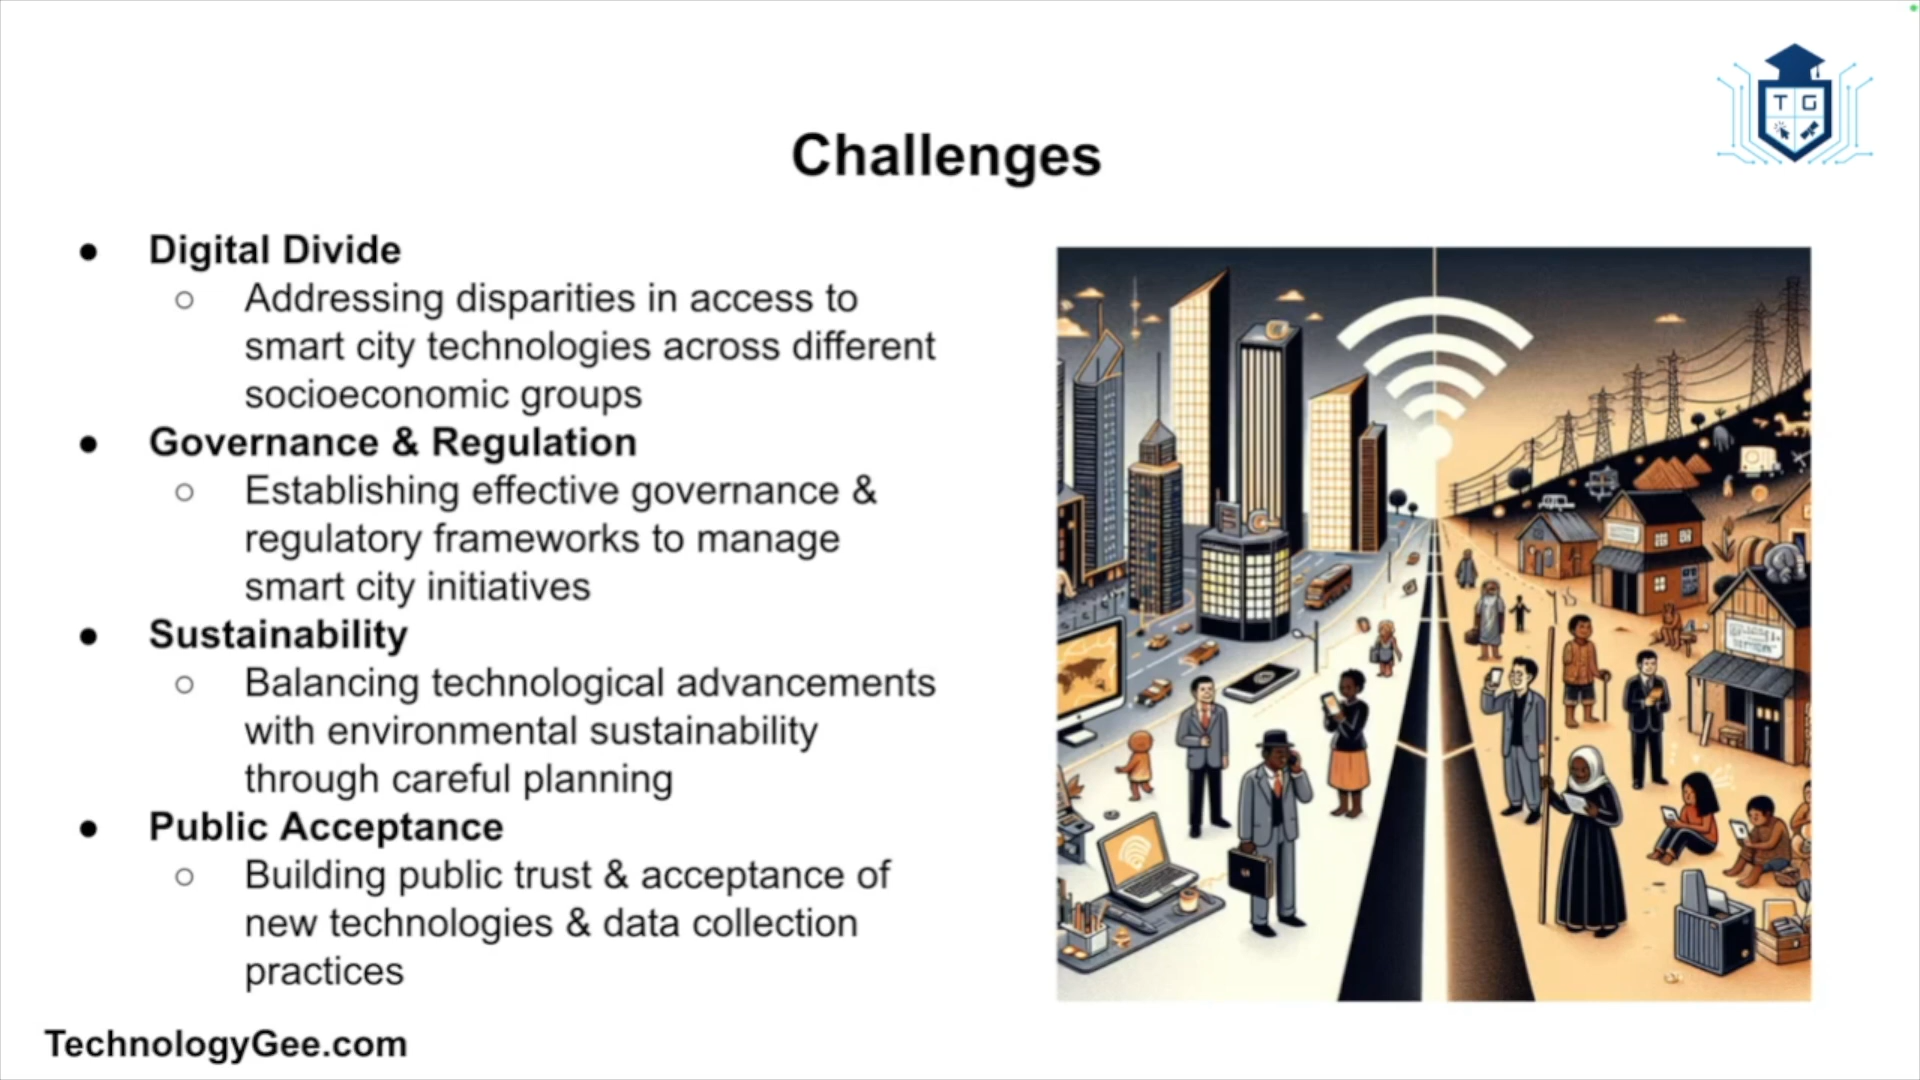 T G
Challenges
● Digital Divide
○ Addressing disparities in access to
smart city technologies across different
socioeconomic groups
● Governance & Regulation
○ Establishing effective governance &
regulatory frameworks to manage
smart city initiatives
● Sustainability
○ Balancing technological advancements
with environmental sustainability
through careful planning
● Public Acceptance
○ Building public trust & acceptance of
new technologies & data collection
practices
TechnologyGee.com